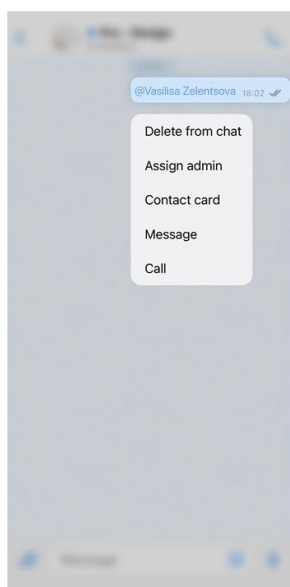 @Vasilisa Zelentsova 18:02
Delete from chat
Assign admin
Contact card
Message
Call